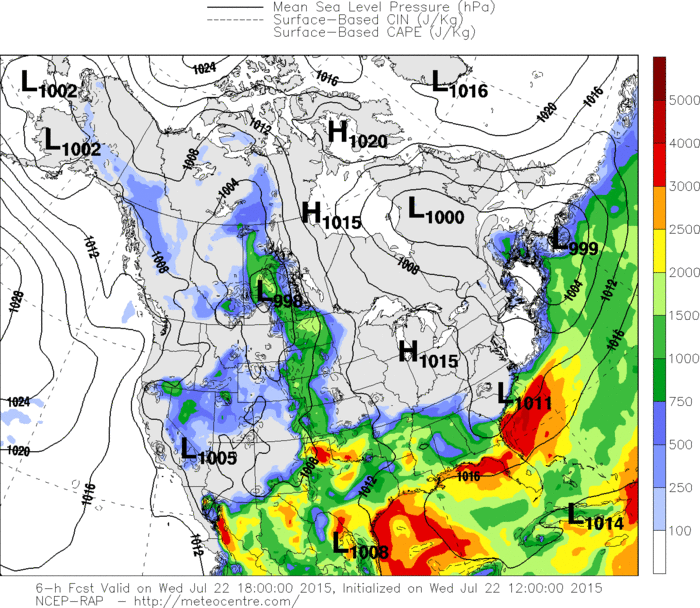 Mean Sea Level Pressure (hPa)
Surface-Based CIN (J/Kg)
Surface-Based CAPE (J/Kg)
1024
1016
L1002
L1016
1020
1016
5000
1012
H1020
L1002
4000
1008
1004
3000
H1015
L1000
2500
1012
1008
L999
1008
2000
1028
L998
1004
1012
1500
1016
H1015
1000
1024
L1011
750
1020
L1005
500
1008
1016
1016
1012
250
L1014
100
1012
L1008
6-h Fcst Valid on Wed Jul 22 18:00:00 2015, Initialized on Wed Jul 22 12:00:00 2015
NCEP-RAP - http://meteocentre.com/